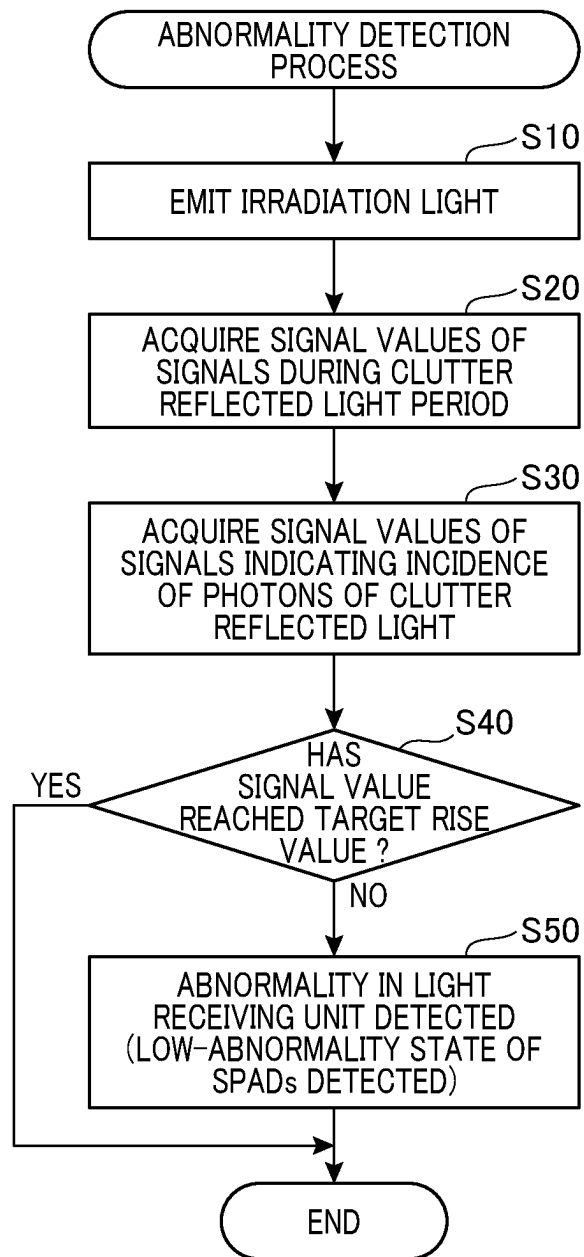 ABNORMALITY DETECTION
PROCESS
S10
EMIT IRRADIATION LIGHT
S20
ACQUIRE SIGNAL VALUES OF
SIGNALS DURING CLUTTER
REFLECTED LIGHT PERIOD
S30
ACQUIRE SIGNAL VALUES OF
SIGNALS INDICATING INCIDENCE
OF PHOTONS OF CLUTTER
REFLECTED LIGHT
S40
HAS
SIGNAL VALUE
REACHED TARGET RISE
VALUE ?
YES
NO
S50
ABNORMALITY IN LIGHT
RECEIVING UNIT DETECTED
(LOW-ABNORMALITY STATE OF
SPADs DETECTED)
END